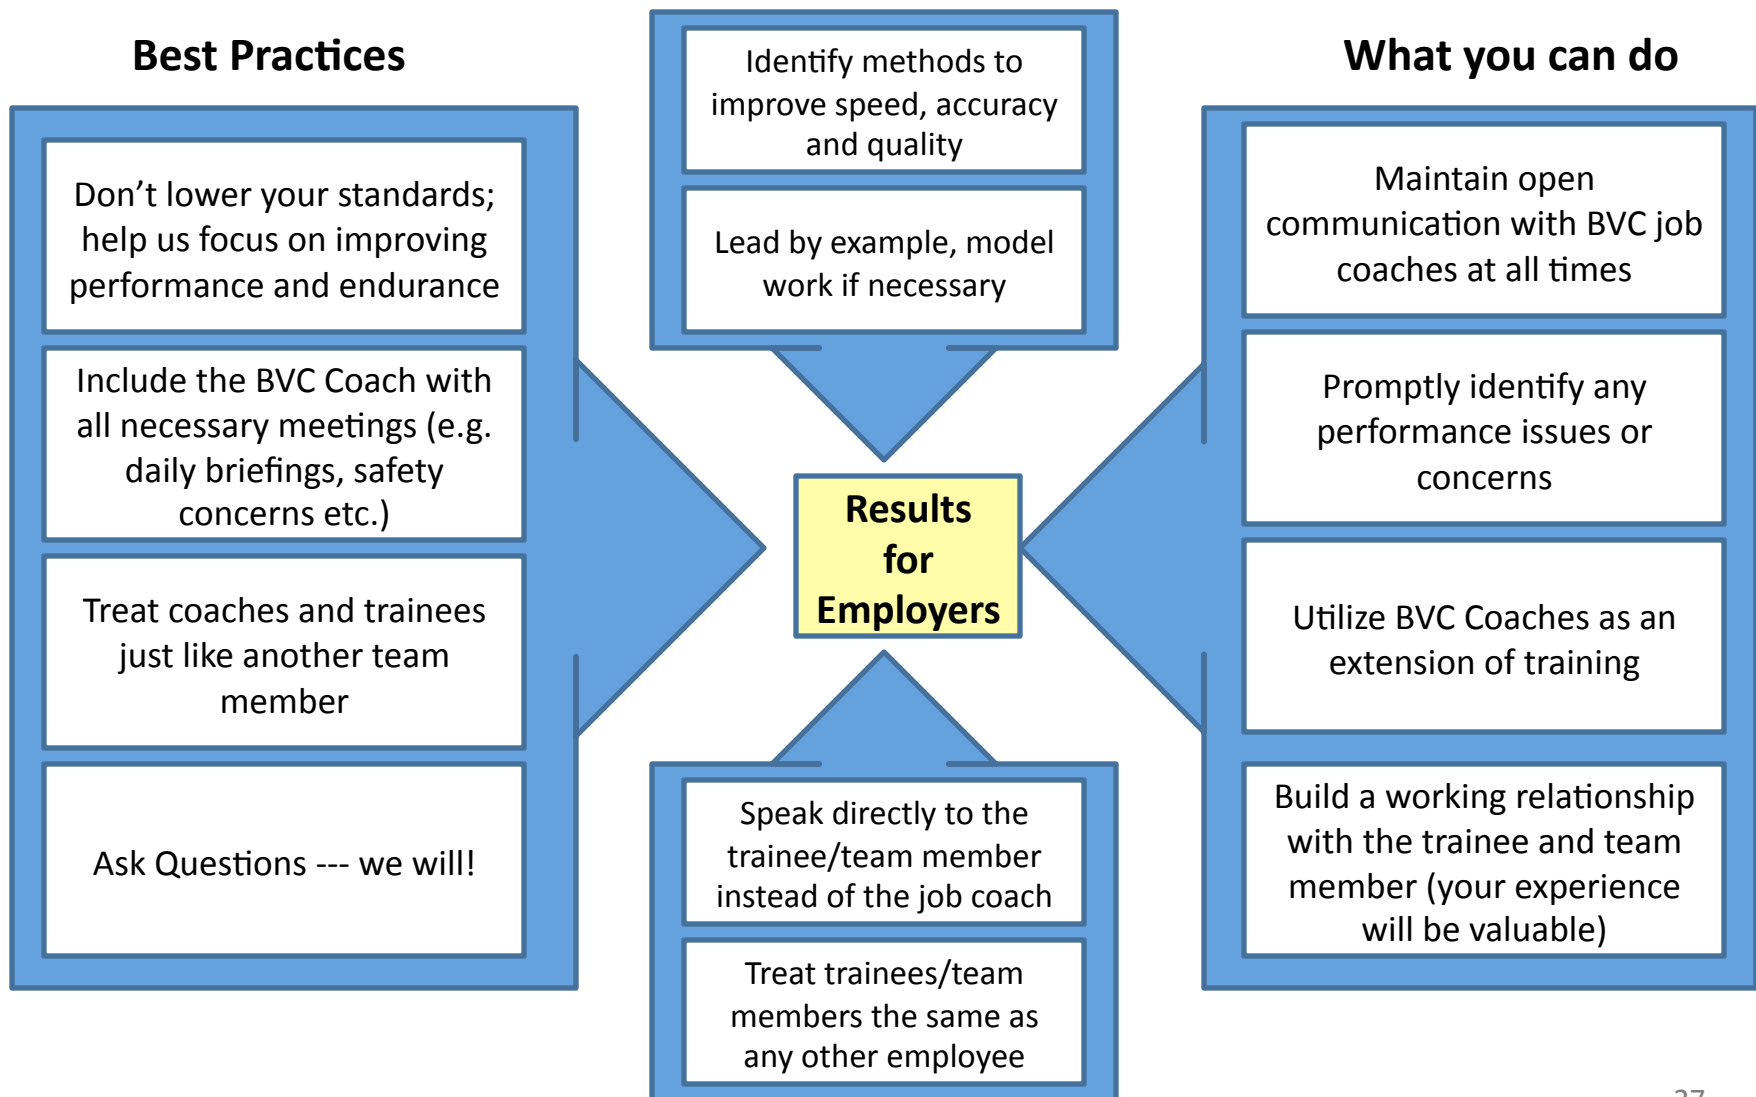 Best Practices
Don’t lower your standards;
help us focus on improving
performance and endurance
Include the BVC Coach with
all necessary meetings (e.g.
daily briefings, safety
concerns etc.)
Treat coaches and trainees
just like another team
member
Ask Questions --- we will!
Identify methods to
improve speed, accuracy
and quality
Lead by example, model
work if necessary
Results
for
Employers
Speak directly to the
trainee/team member
instead of the job coach
Treat trainees/team
members the same as
any other employee
What you can do
Maintain open
communication with BVC job
coaches at all times
Promptly identify any
performance issues or
concerns
Utilize BVC Coaches as an
extension of training
Build a working relationship
with the trainee and team
member (your experience
will be valuable)